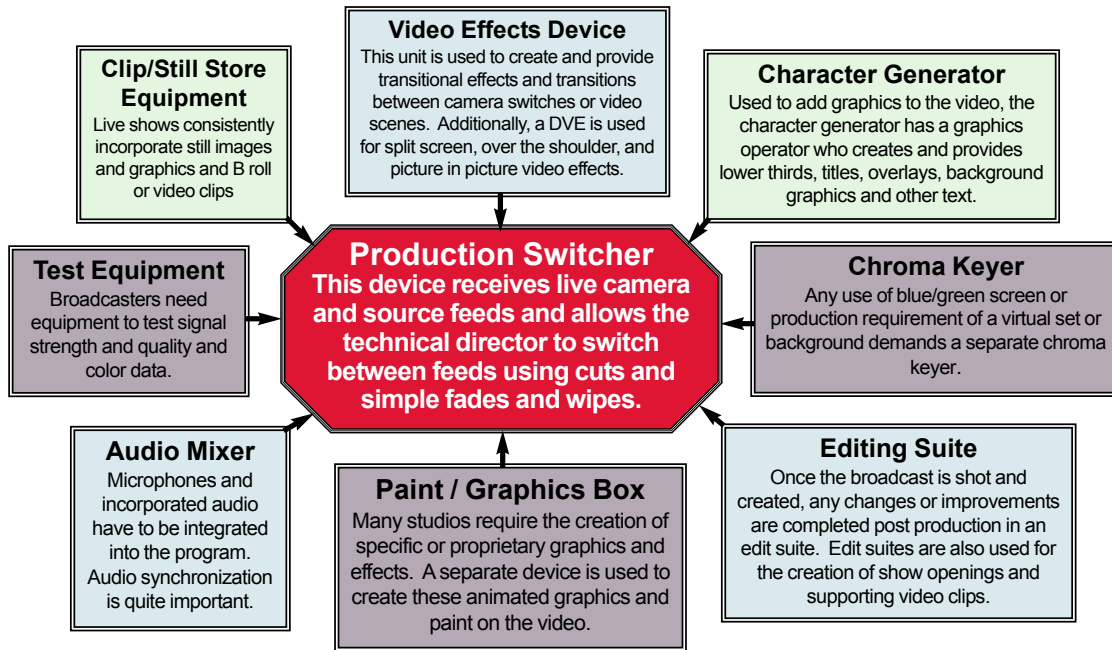 Clip/Still Store
Equipment
Live shows consistently
incorporate still images
and graphics and B roll
or video clips
Video Effects Device
This unit is used to create and provide
transitional effects and transitions
between camera switches or video
scenes. Additionally, a DVE is used
for split screen, over the shoulder, and
picture in picture video effects.
Character Generator
Used to add graphics to the video, the
character generator has a graphics
operator who creates and provides
lower thirds, titles, overlays, background
graphics and other text.
Test Equipment
Broadcasters need
equipment to test signal
strength and quality and
color data.
Production Switcher
This device receives live camera
and source feeds and allows the
technical director to switch
between feeds using cuts and
simple fades and wipes.
Chroma Keyer
Any use of blue/green screen or
production requirement of a virtual set or
background demands a separate chroma
keyer.
Audio Mixer
Microphones and
incorporated audio
have to be integrated
into the program.
Audio synchronization
is quite important.
Paint / Graphics Box
Many studios require the creation of
specific or proprietary graphics and
effects. A separate device is used to
create these animated graphics and
paint on the video.
Editing Suite
Once the broadcast is shot and
created, any changes or improvements
are completed post production in an
edit suite. Edit suites are also used for
the creation of show openings and
supporting video clips.